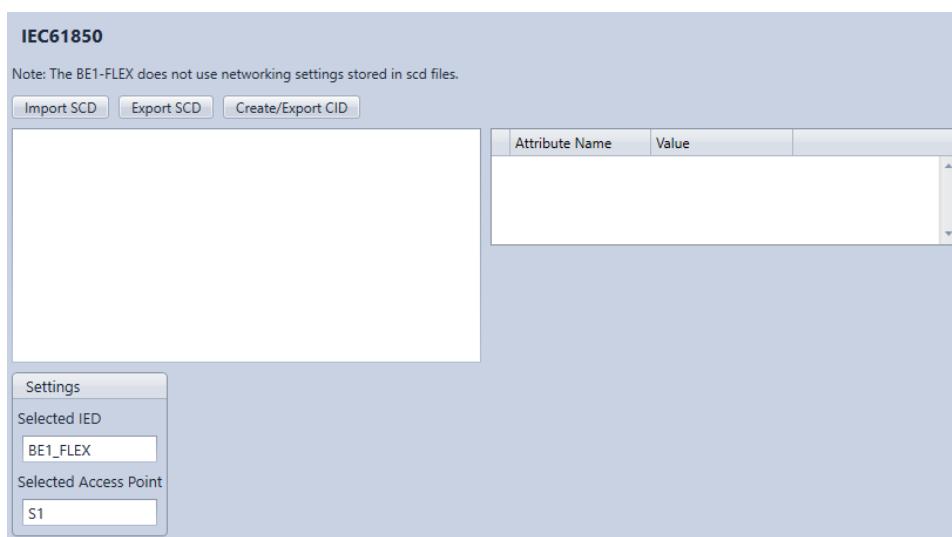 IEC61850
Note: The BE1-FLEX does not use networking settings stored in scd files.
Import SCD Export SCD Create/Export CID
Attribute Name Value
Settings
Selected IED
BE1_FLEX
Selected Access Point
S1